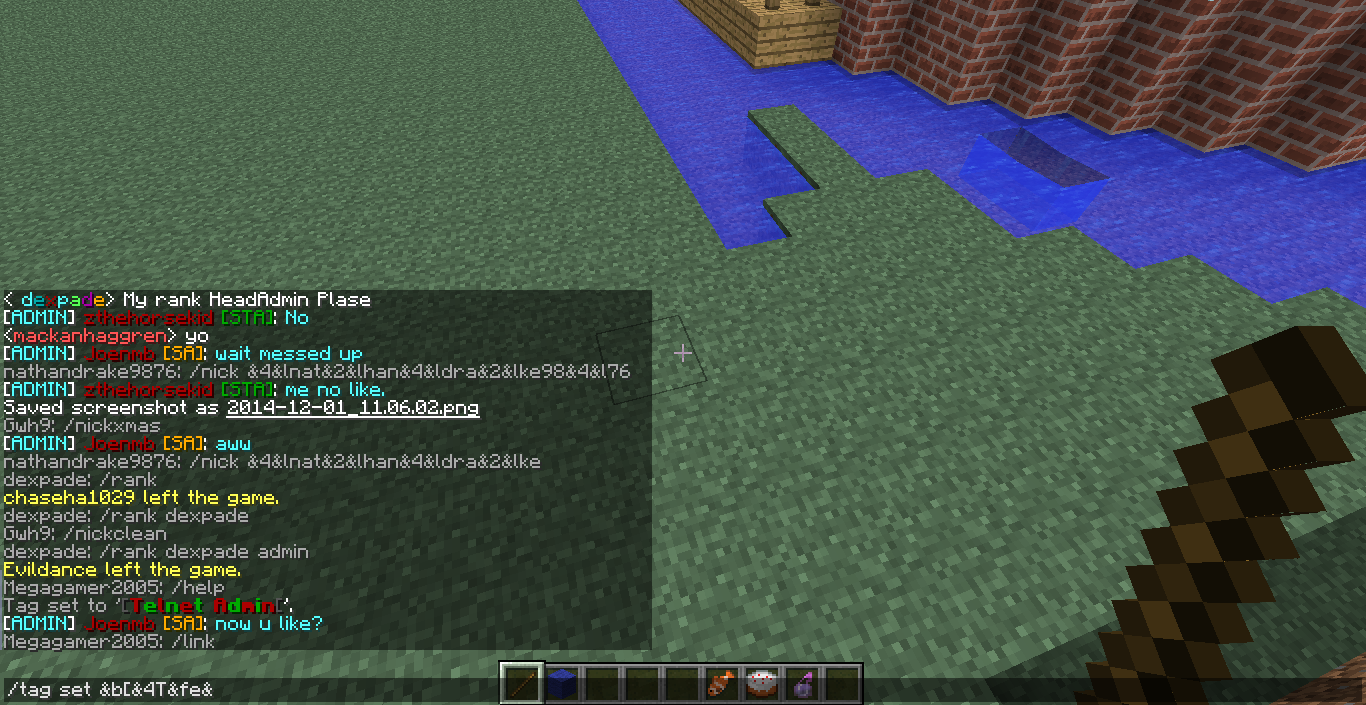 < dexpade> My rank HeadAdmin Plase
[ADMIN] zthehorsekid [STA]: No
<mackanhaggren> yo
[ADMIN] Joenmb [SA]: wait messed up
nathandrake9876: /nick &4&lnat&2&lhan&4&ldra&2&lke98&4&l76
[ADMIN] zthehorsekid [STA]: me no like.
Saved screenshot as 2014-12-01_11.06.02.png
Gwh9: /nickxmas
[ADMIN] Joenmb [SA]: aww
nathandrake9876: /nick &4&lnat&2&lhan&4&ldra&2&lke
dexpade: /rank
chaseha1029 left the game.
dexpade: /rank dexpade
Gwh9: /nickclean
dexpade: /rank dexpade admin
Evildance left the game.
Megagamer2005: /help
Tag set to '[Telnet Admin['.
[ADMIN] Joenmb [SA]: now u like?
Megagamer2005: /link
/tag set &b[&4T&fe&